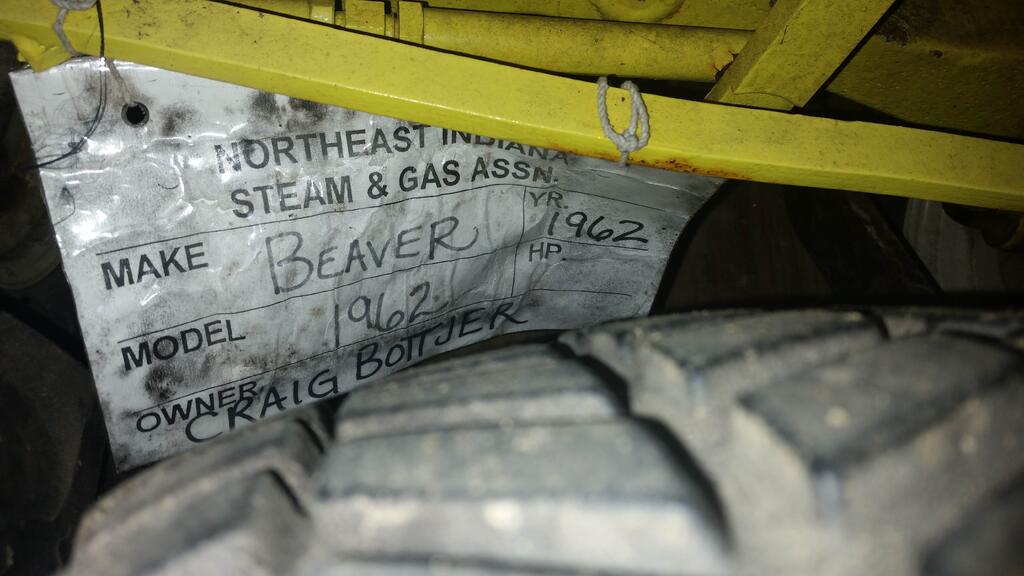 NORTHEAST INDIANA
STEAM & GAS ASSN.
MAKE BEAVER YR. 1962
HP.
MODEL 1962
OWNER CRAIG BOTTJER